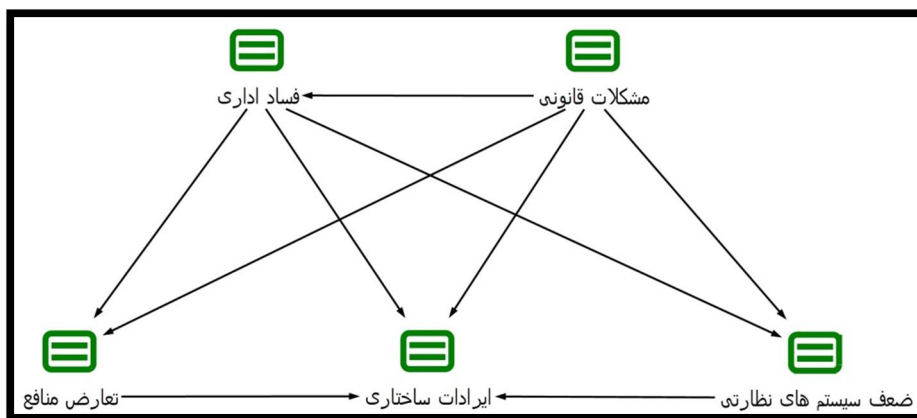 مشکلات قانونی
فساد اداری
ضعف سیستم های نظارتی
ایرادات ساختاری
تعارض منافع